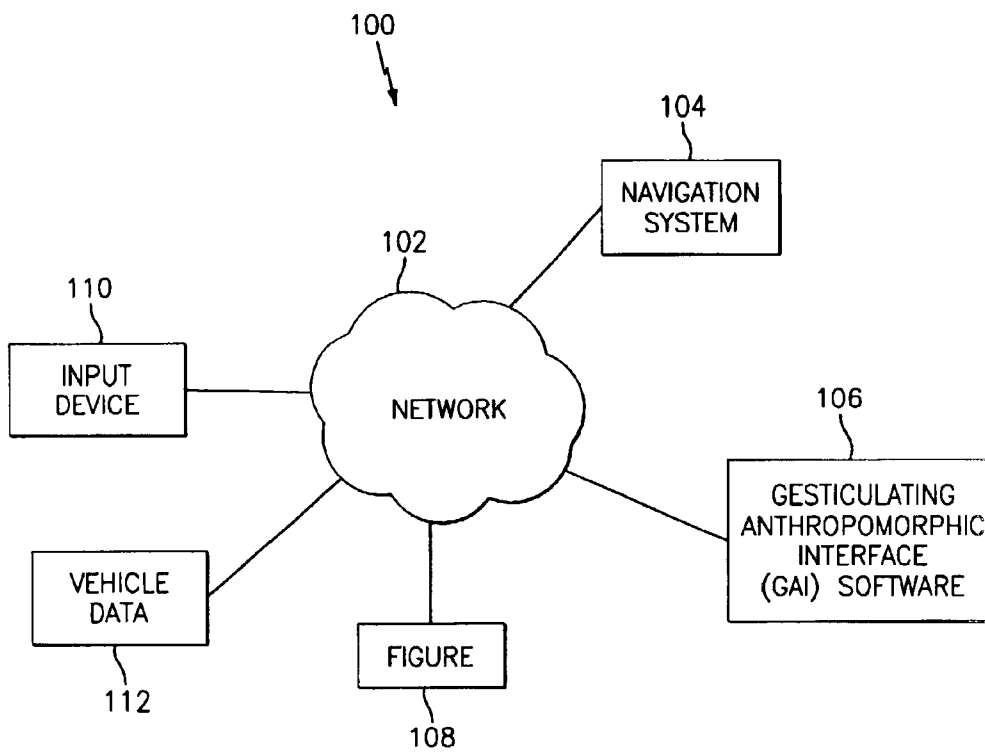 100
104
NAVIGATION
SYSTEM
102
110
INPUT
DEVICE
NETWORK
106
GESTICULATING
ANTHROPOMORPHIC
INTERFACE
(GAI) SOFTWARE
VEHICLE
DATA
112
FIGURE
108